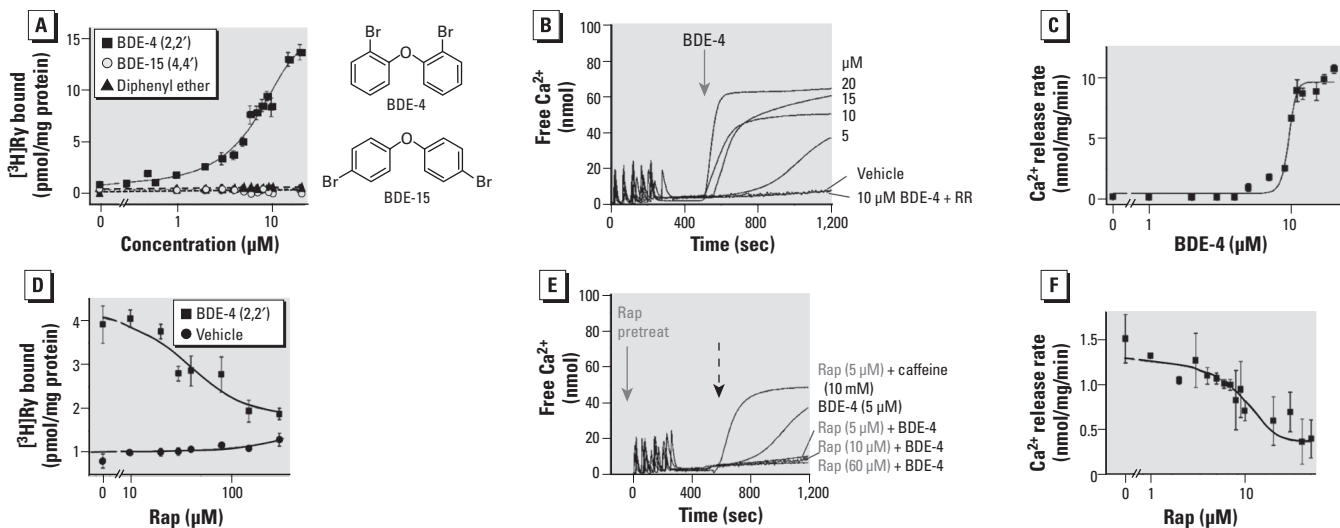 A
[³H]Ry bound
(pmol/mg protein)
15
10
5
0
BDE-4 (2,2′)
BDE-15 (4,4′)
Diphenyl ether
0
1
10
Concentration (μM)
Br
Br
O
BDE-4
O
Br
Br
BDE-15
B
Free Ca²⁺
(nmol)
100
80
60
40
20
0
BDE-4
μM
20
15
10
5
Vehicle
10 μM BDE-4 + RR
0
400
800
1,200
Time (sec)
C
Ca²⁺ release rate
(nmol/mg/min)
10
5
0
0
1
10
BDE-4 (μM)
D
[³H]Ry bound
(pmol/mg protein)
4
3
2
1
BDE-4 (2,2′)
Vehicle
0
10
100
Rap (μM)
E
Free Ca²⁺
(nmol)
100
80
60
40
20
0
Rap
pretreat
Rap (5 μM) + caffeine
(10 mM)
BDE-4 (5 μM)
Rap (5 μM) + BDE-4
Rap (10 μM) + BDE-4
Rap (60 μM) + BDE-4
0
400
800
1,200
Time (sec)
F
Ca²⁺ release rate
(nmol/mg/min)
1.5
1.0
0.5
0
0
1
10
Rap (μM)